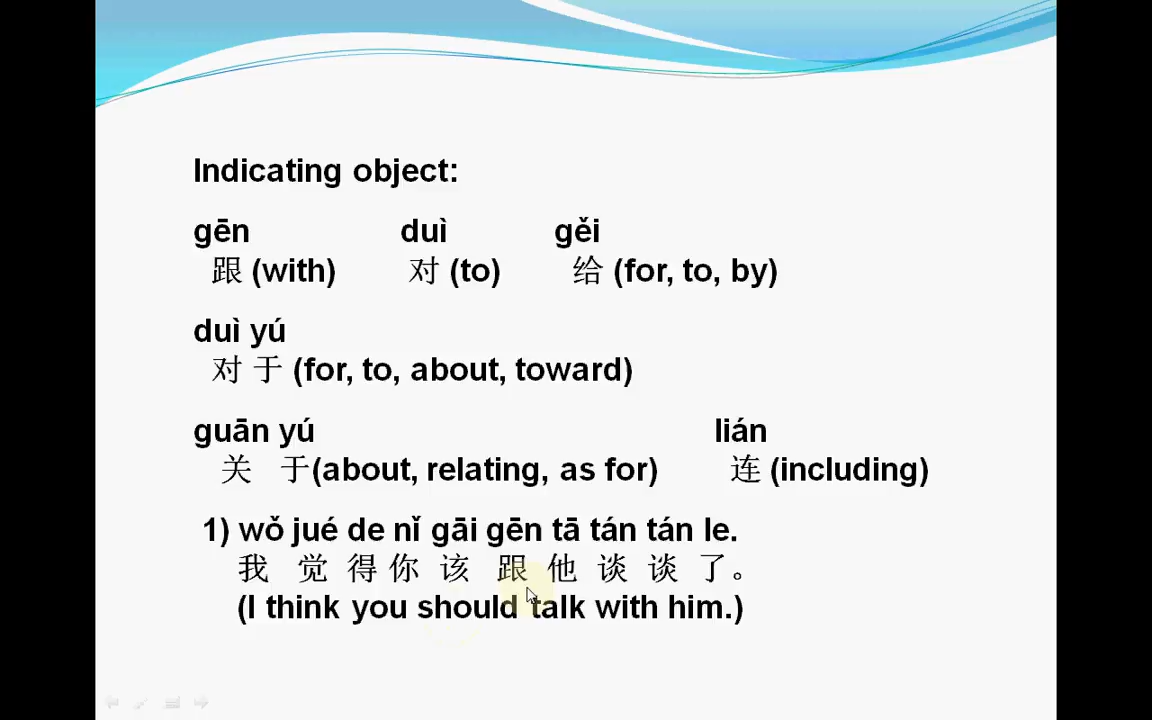 Indicating object:
gēn duì gěi
跟 (with) 对 (to) 给 (for, to, by)
duì yú
对 于 (for, to, about, toward)
guān yú lián
关 于(about, relating, as for) 连 (including)
1) wǒ jué de nǐ gāi gēn tā tán tán le.
我 觉 得 你 该 跟 他 谈 谈 了。
(I think you should talk with him.)